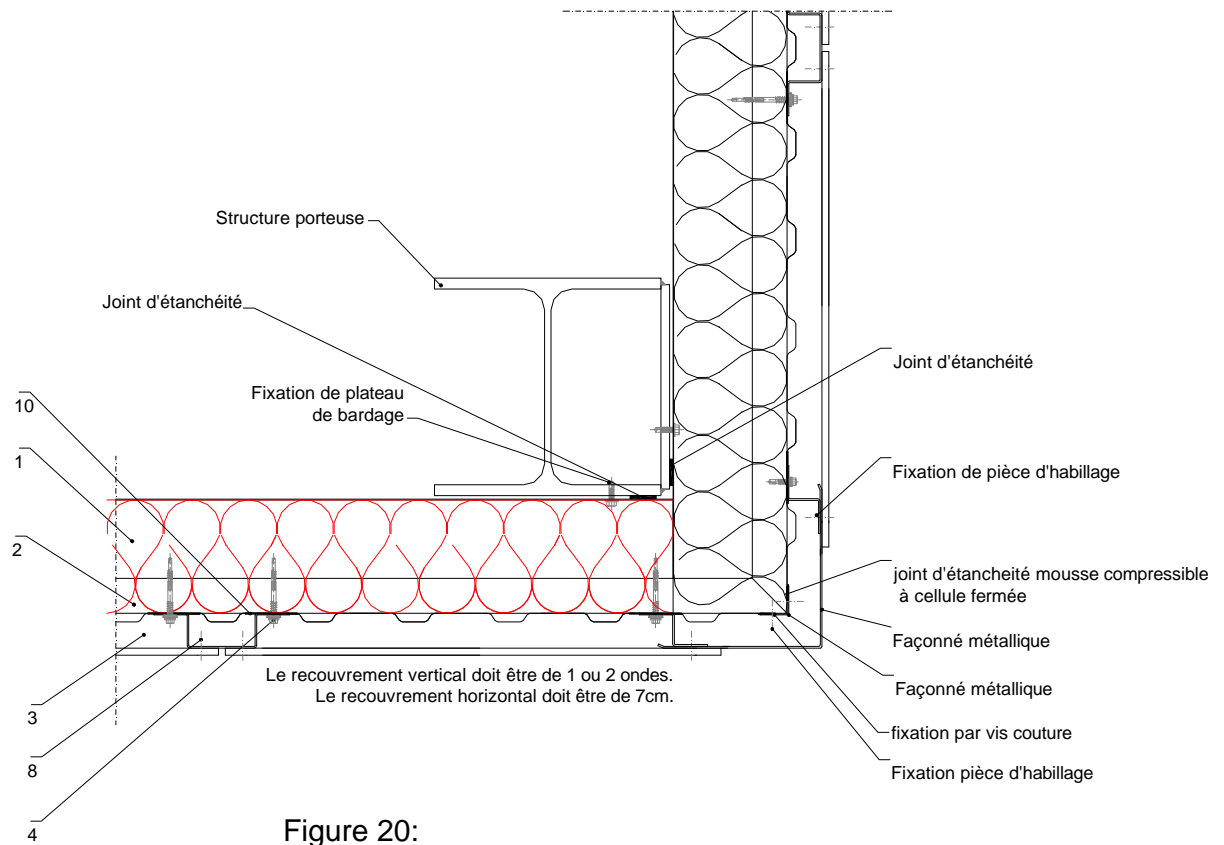 Structure porteuse
Joint d'étanchéité
Fixation de plateau
de bardage
10
1
2
3
8
4
Joint d'étanchéité
Fixation de pièce d'habillage
joint d'étancheité mousse compressible
à cellule fermée
Façonné métallique
Façonné métallique
fixation par vis couture
Fixation pièce d'habillage
Le recouvrement vertical doit être de 1 ou 2 ondes.
Le recouvrement horizontal doit être de 7cm.
Figure 20: